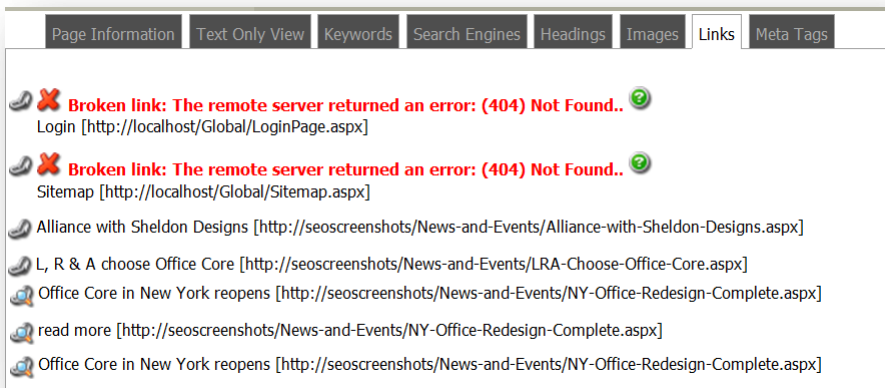 Page Information Text Only View Keywords Search Engines Headings Images Links Meta Tags
Broken link: The remote server returned an error: (404) Not Found..
Login [http://localhost/Global/LoginPage.aspx]
Broken link: The remote server returned an error: (404) Not Found..
Sitemap [http://localhost/Global/Sitemap.aspx]
Alliance with Sheldon Designs [http://seoscreenshots/News-and-Events/Alliance-with-Sheldon-Designs.aspx]
L, R & A choose Office Core [http://seoscreenshots/News-and-Events/LRA-Choose-Office-Core.aspx]
Office Core in New York reopens [http://seoscreenshots/News-and-Events/NY-Office-Redesign-Complete.aspx]
read more [http://seoscreenshots/News-and-Events/NY-Office-Redesign-Complete.aspx]
Office Core in New York reopens [http://seoscreenshots/News-and-Events/NY-Office-Redesign-Complete.aspx]